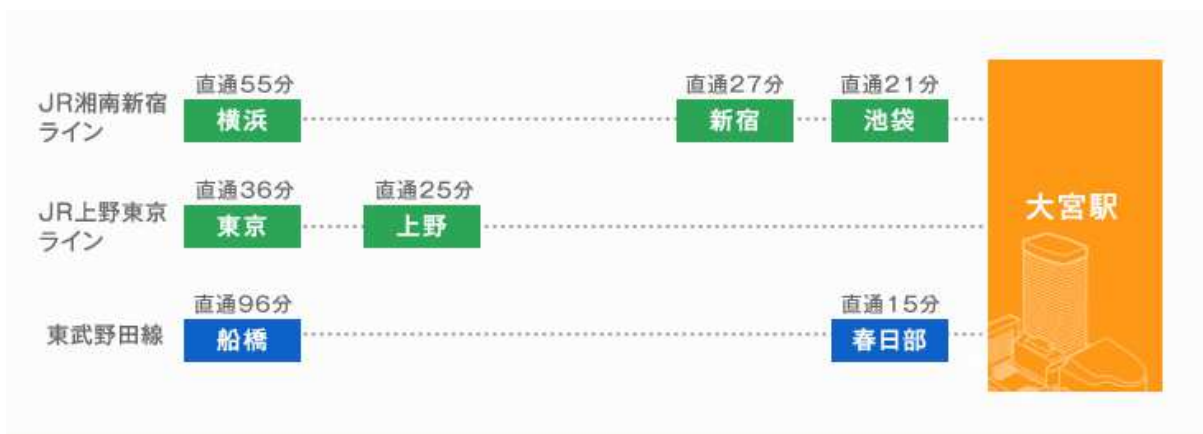 直通55分
直通27分
直通21分
JR湘南新宿
ライン
横浜
新宿
池袋
直通36分
直通25分
JR上野東京
ライン
東京
上野
大宮駅
直通96分
直通15分
東武野田線
船橋
春日部